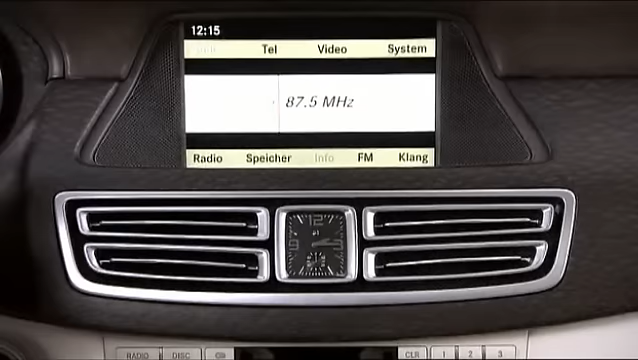 12:15
Tel Video System
87.5 MHz
Radio Speicher Info FM Klang
12
RADIO DISC CLR 1 2 3